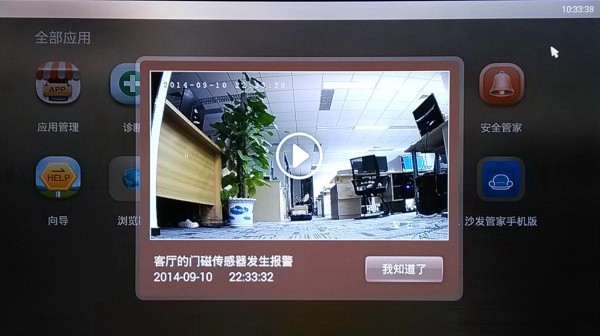 10:33:38
全部应用
2014-09-10
APP
应用管理
安全管家
HELP
向导
沙发管家手机版
客厅的门磁传感器发生报警
2014-09-10 22:33:32
我知道了